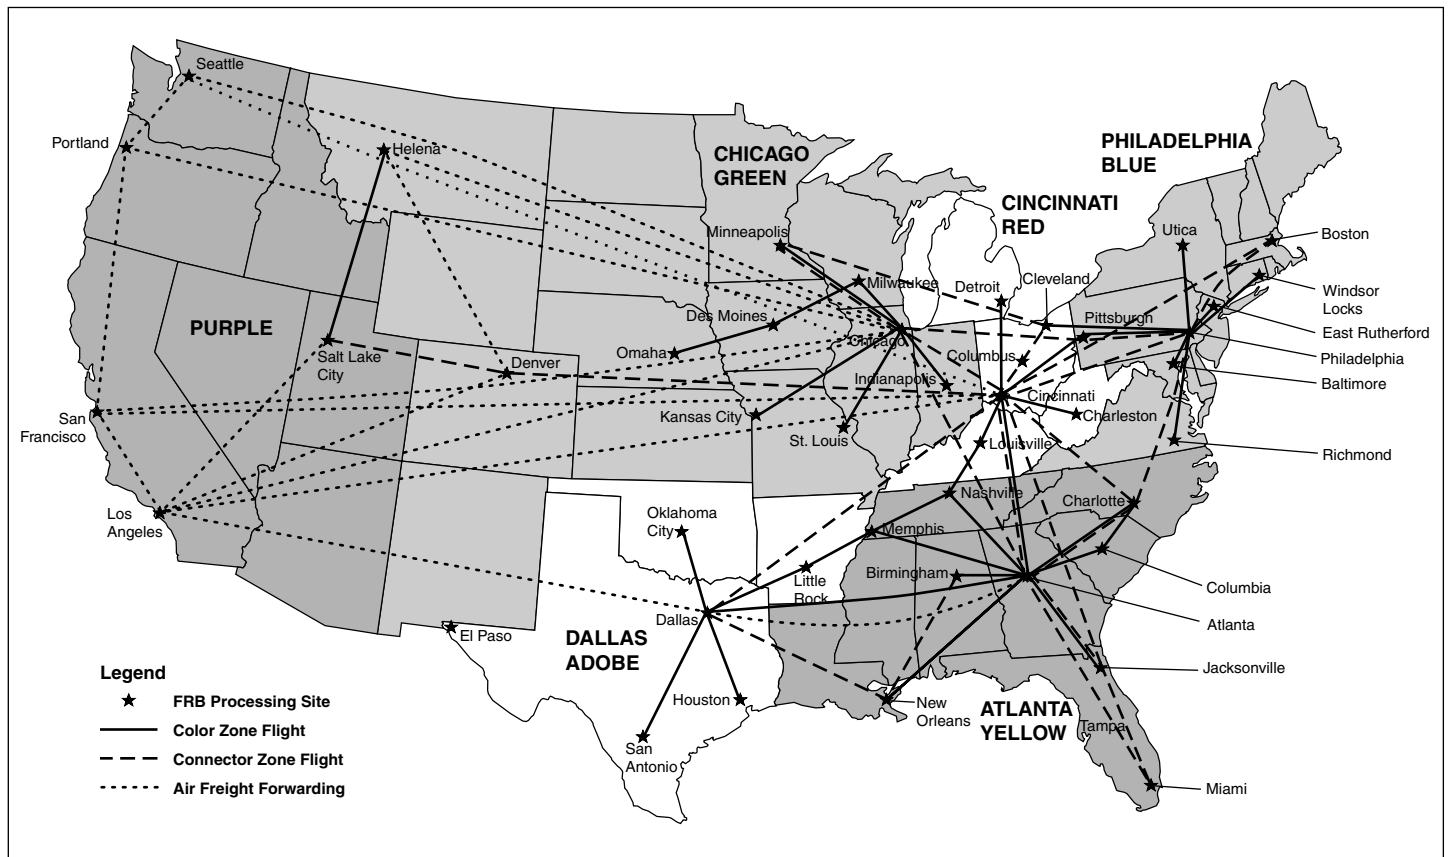 Seattle
Portland
Helena
CHICAGO
GREEN
PHILADELPHIA
BLUE
CINCINNATI
RED
Minneapolis
Utica
Boston
Milwaukee
Detroit
Cleveland
Windsor
Locks
PURPLE
Des Moines
Pittsburgh
East Rutherford
Chicago
Salt Lake
City
Omaha
Denver
Columbus
Philadelphia
Indianapolis
Baltimore
San
Francisco
Kansas City
Cincinnati
Charleston
St. Louis
Louisville
Richmond
Los
Angeles
Oklahoma
City
Nashville
Charlotte
Memphis
Birmingham
Little
Rock
Columbia
Dallas
El Paso
DALLAS
ADOBE
Atlanta
Jacksonville
Legend
FRB Processing Site
Color Zone Flight
Connector Zone Flight
Air Freight Forwarding
Houston
New
Orleans
ATLANTA
YELLOW
Tampa
San
Antonio
Miami